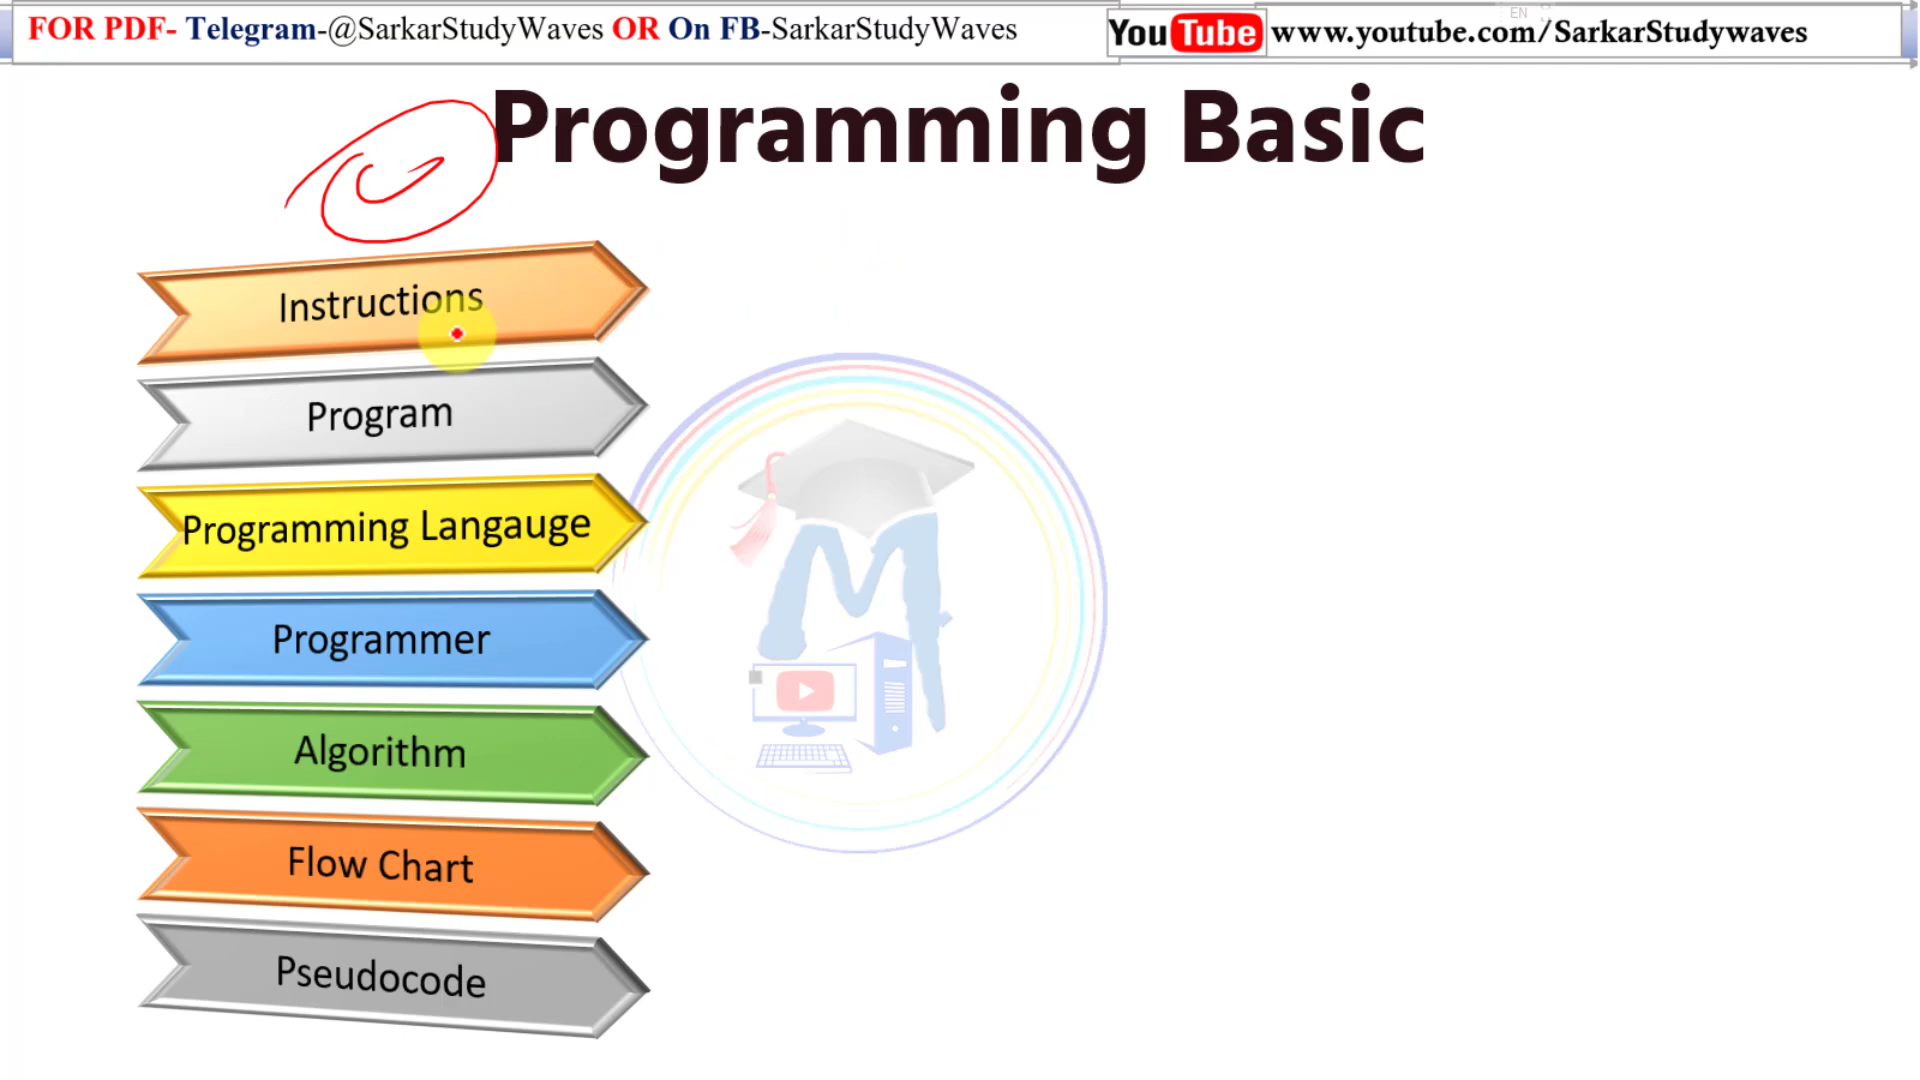 FOR PDF- Telegram-@SarkarStudyWaves OR On FB-SarkarStudyWaves
YouTube www.youtube.com/SarkarStudywaves
EN
Programming Basic
Instructions
Program
Programming Langauge
Programmer
Algorithm
Flow Chart
Pseudocode